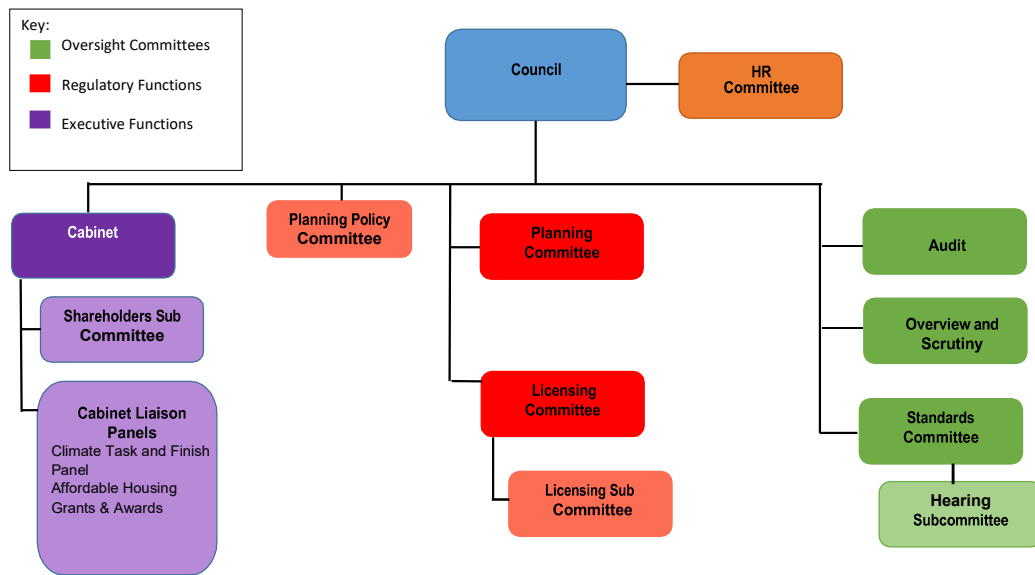 Key:
Oversight Committees
Regulatory Functions
Executive Functions
Council
HR
Committee
Cabinet
Shareholders Sub
Committee
Cabinet Liaison
Panels
Climate Task and Finish
Panel
Affordable Housing
Grants & Awards
Planning Policy
Committee
Planning
Committee
Licensing
Committee
Licensing Sub
Committee
Audit
Overview and
Scrutiny
Standards
Committee
Hearing
Subcommittee